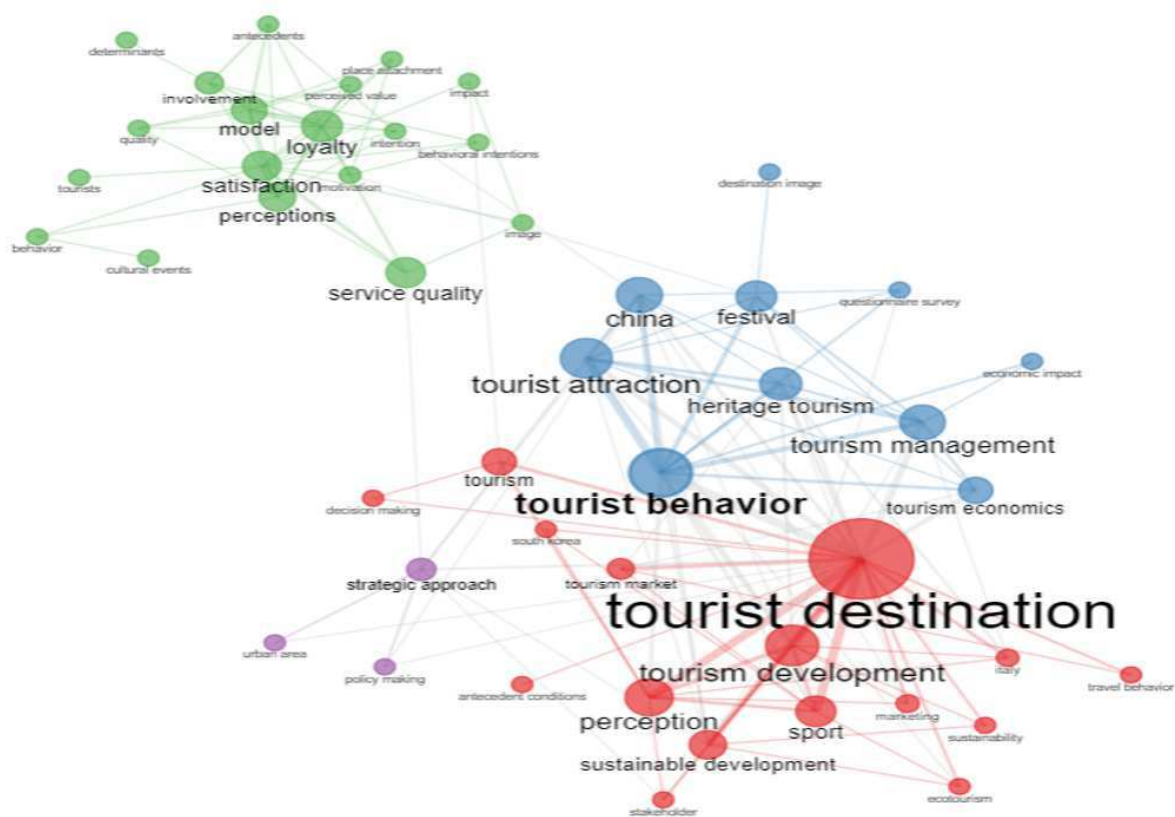 antecedents
determinants
place attachment
involvement
perceived value
impact
model
quality
loyalty
intention
behavioral intentions
tourists
satisfaction
motivation
perceptions
behavior
image
cultural events
service quality
destination image
china
festival
questionnaire survey
tourist attraction
economic impact
heritage tourism
tourism management
tourism
tourist behavior
tourism economics
decision making
south korea
strategic approach
tourism market
tourist destination
urban area
policy making
tourism development
italy
travel behavior
antecedent conditions
perception
sport
marketing
sustainability
sustainable development
ecotourism
stakeholder